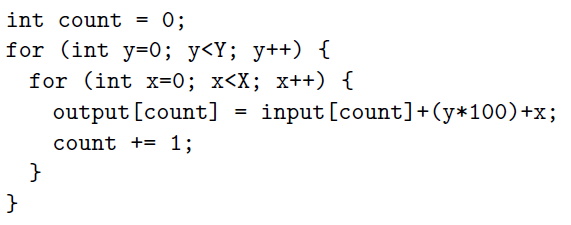 int count = 0;
for (int y=0; y<Y; y++) {
  for (int x=0; x<X; x++) {
    output[count] = input[count]+(y*100)+x;
    count += 1;
  }
}